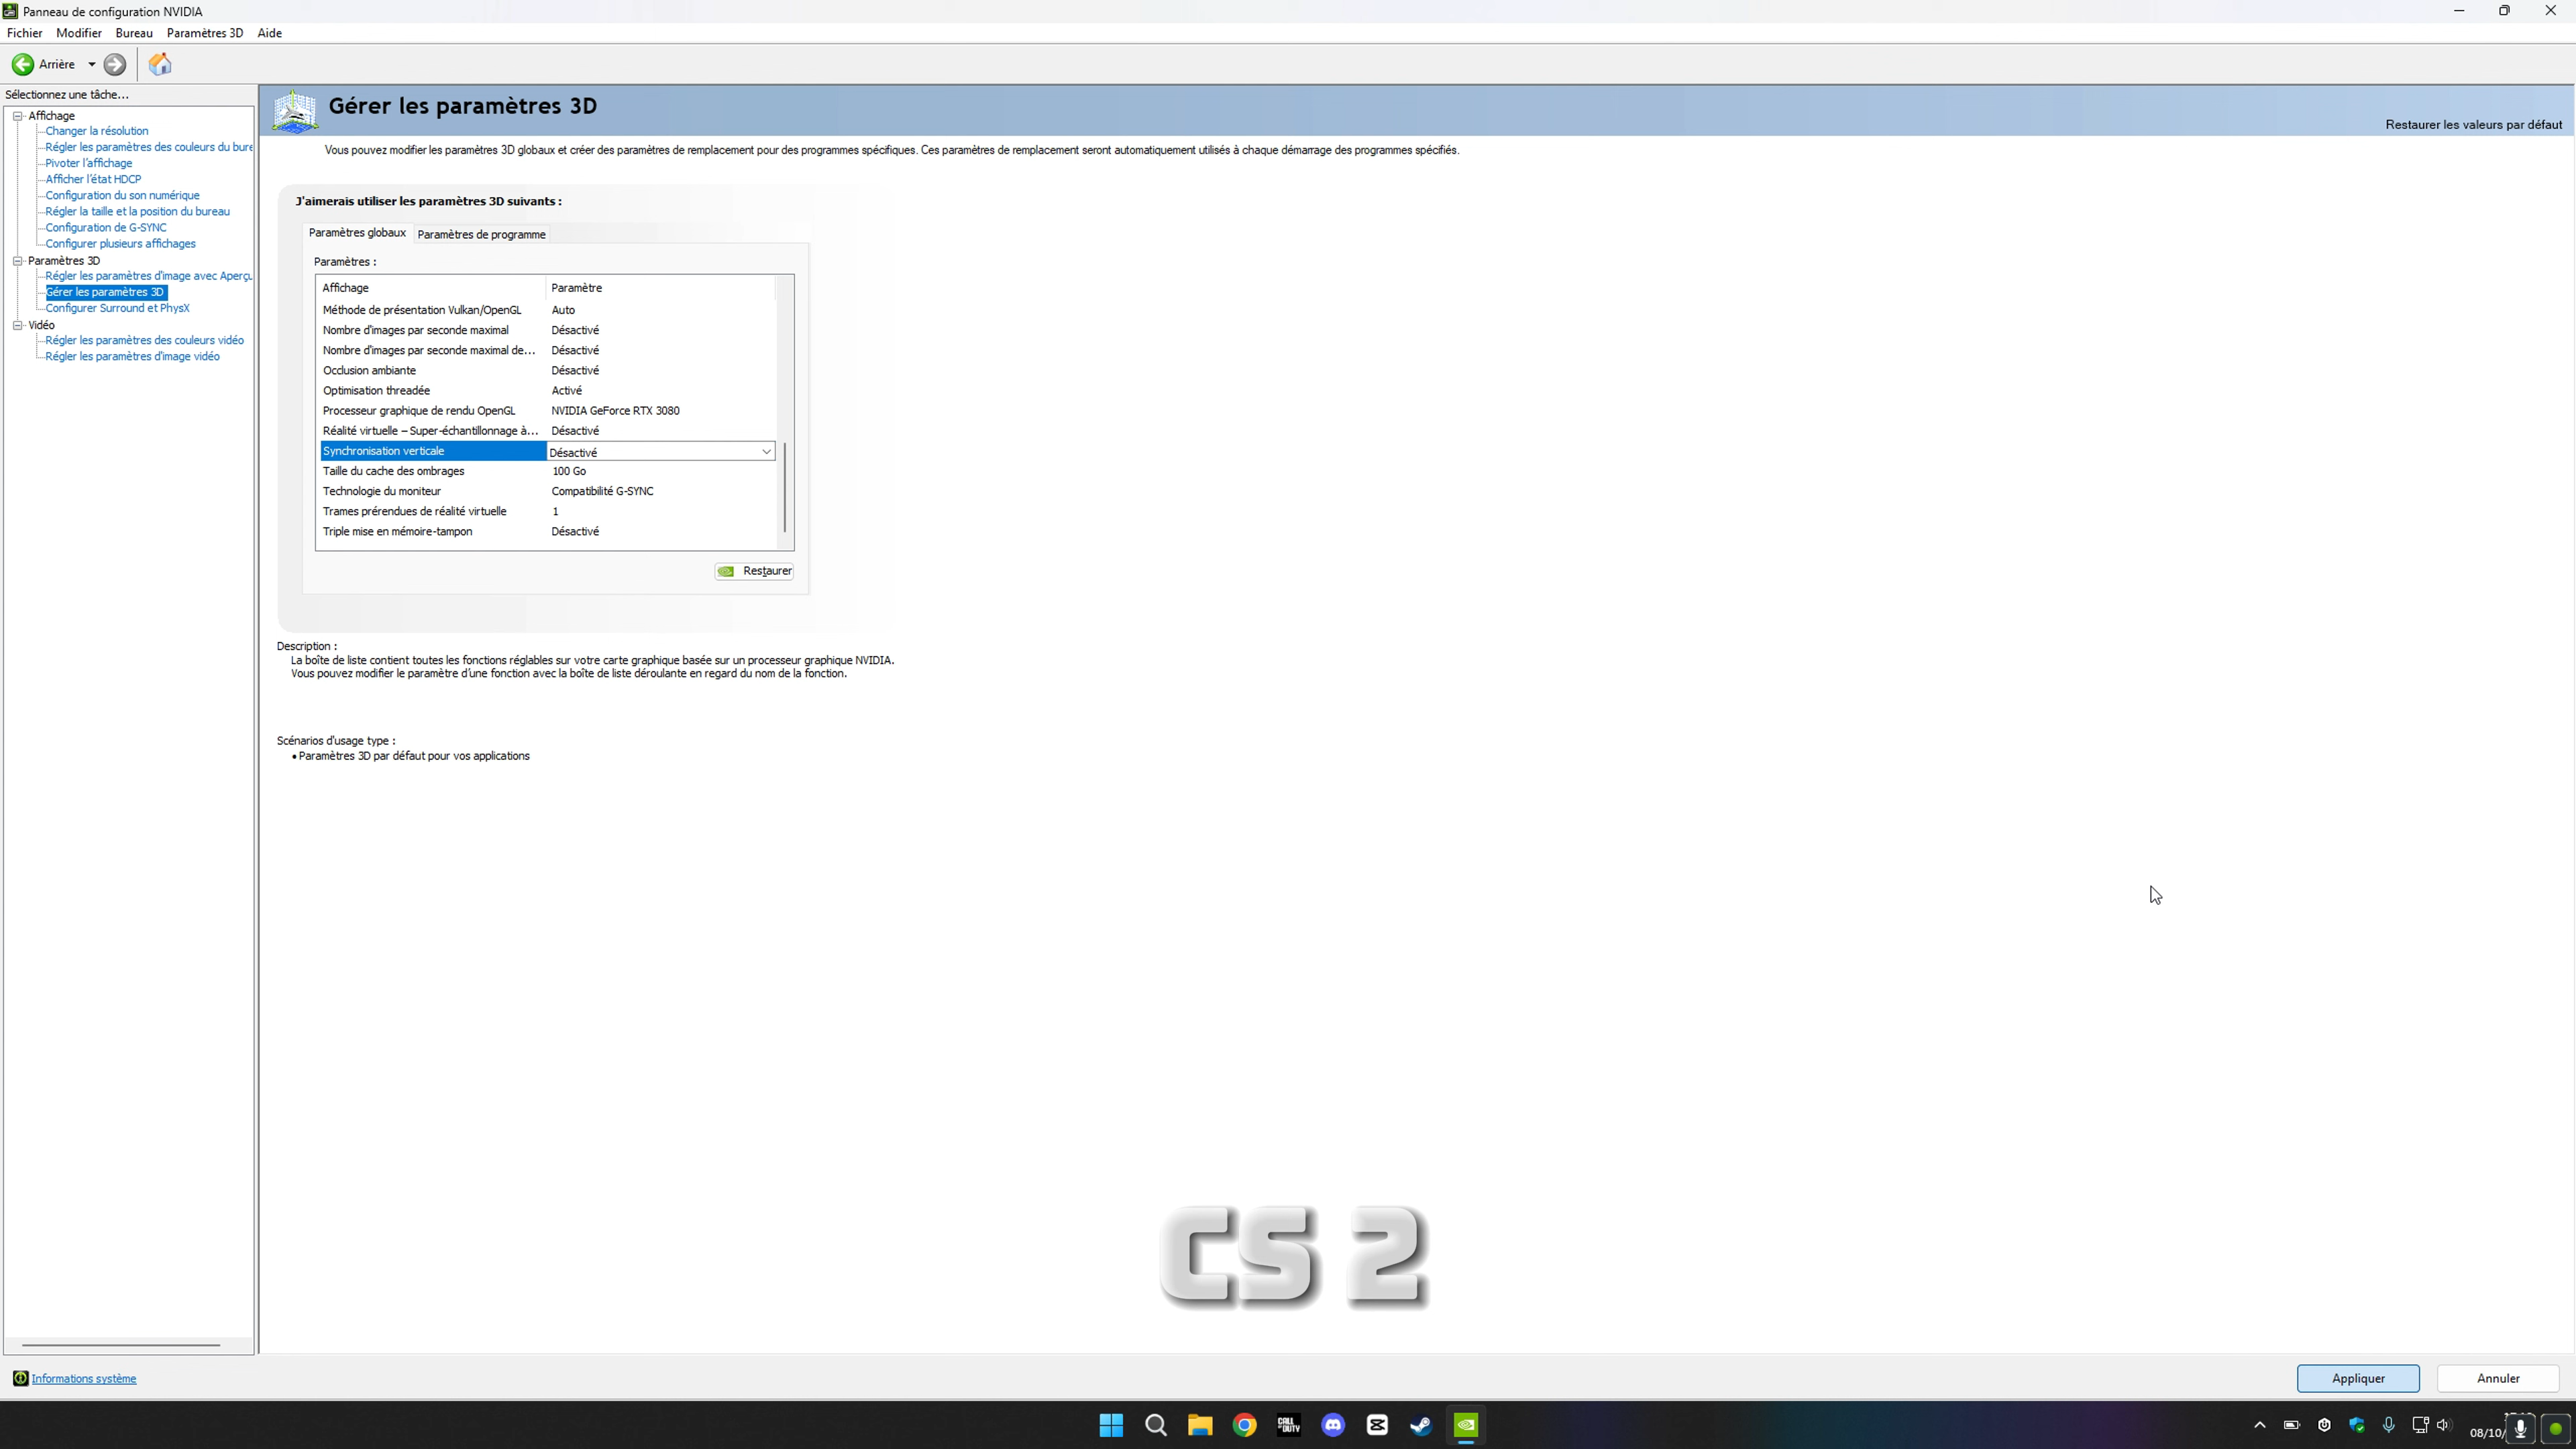 Panneau de configuration NVIDIA
Fichier Modifier Bureau Paramètres 3D Aide
Arrière
Sélectionnez une tâche...
Affichage
Changer la résolution
Régler les paramètres des couleurs du bure
Pivoter l'affichage
Afficher l'état HDCP
Configuration du son numérique
Régler la taille et la position du bureau
Configuration de G-SYNC
Configurer plusieurs affichages
Paramètres 3D
Régler les paramètres d'image avec Aperçu
Gérer les paramètres 3D
Configurer Surround et PhysX
Vidéo
Régler les paramètres des couleurs vidéo
Régler les paramètres d'image vidéo
Gérer les paramètres 3D
Restaurer les valeurs par défaut
Vous pouvez modifier les paramètres 3D globaux et créer des paramètres de remplacement pour des programmes spécifiques. Ces paramètres de remplacement seront automatiquement utilisés à chaque démarrage des programmes spécifiés.
J'aimerais utiliser les paramètres 3D suivants :
Paramètres globaux Paramètres de programme
Paramètres :
Affichage Paramètre
Méthode de présentation Vulkan/OpenGL Auto
Nombre d'images par seconde maximal Désactivé
Nombre d'images par seconde maximal de... Désactivé
Occlusion ambiante Désactivé
Optimisation threadée Activé
Processeur graphique de rendu OpenGL NVIDIA GeForce RTX 3080
Réalité virtuelle – Super-échantillonnage à... Désactivé
Synchronisation verticale Désactivé
Taille du cache des ombrages 100 Go
Technologie du moniteur Compatibilité G-SYNC
Trames prérendues de réalité virtuelle 1
Triple mise en mémoire-tampon Désactivé
Restaurer
Description :
La boîte de liste contient toutes les fonctions réglables sur votre carte graphique basée sur un processeur graphique NVIDIA.
Vous pouvez modifier le paramètre d'une fonction avec la boîte de liste déroulante en regard du nom de la fonction.
Scénarios d'usage type :
• Paramètres 3D par défaut pour vos applications
CS 2
Informations système
Appliquer Annuler
CALL OF DUTY
08/10/